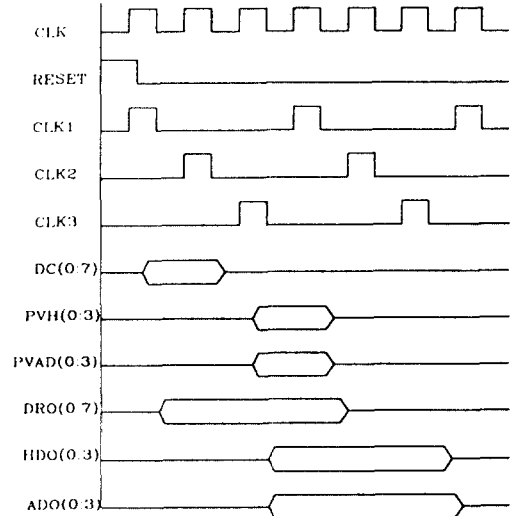 CLK
RESET
CLK1
CLK2
CLK3
DC(0:7)
PVH(0:3)
PVAD(0:3)
DRO(0:7)
HDO(0:3)
ADO(0:3)